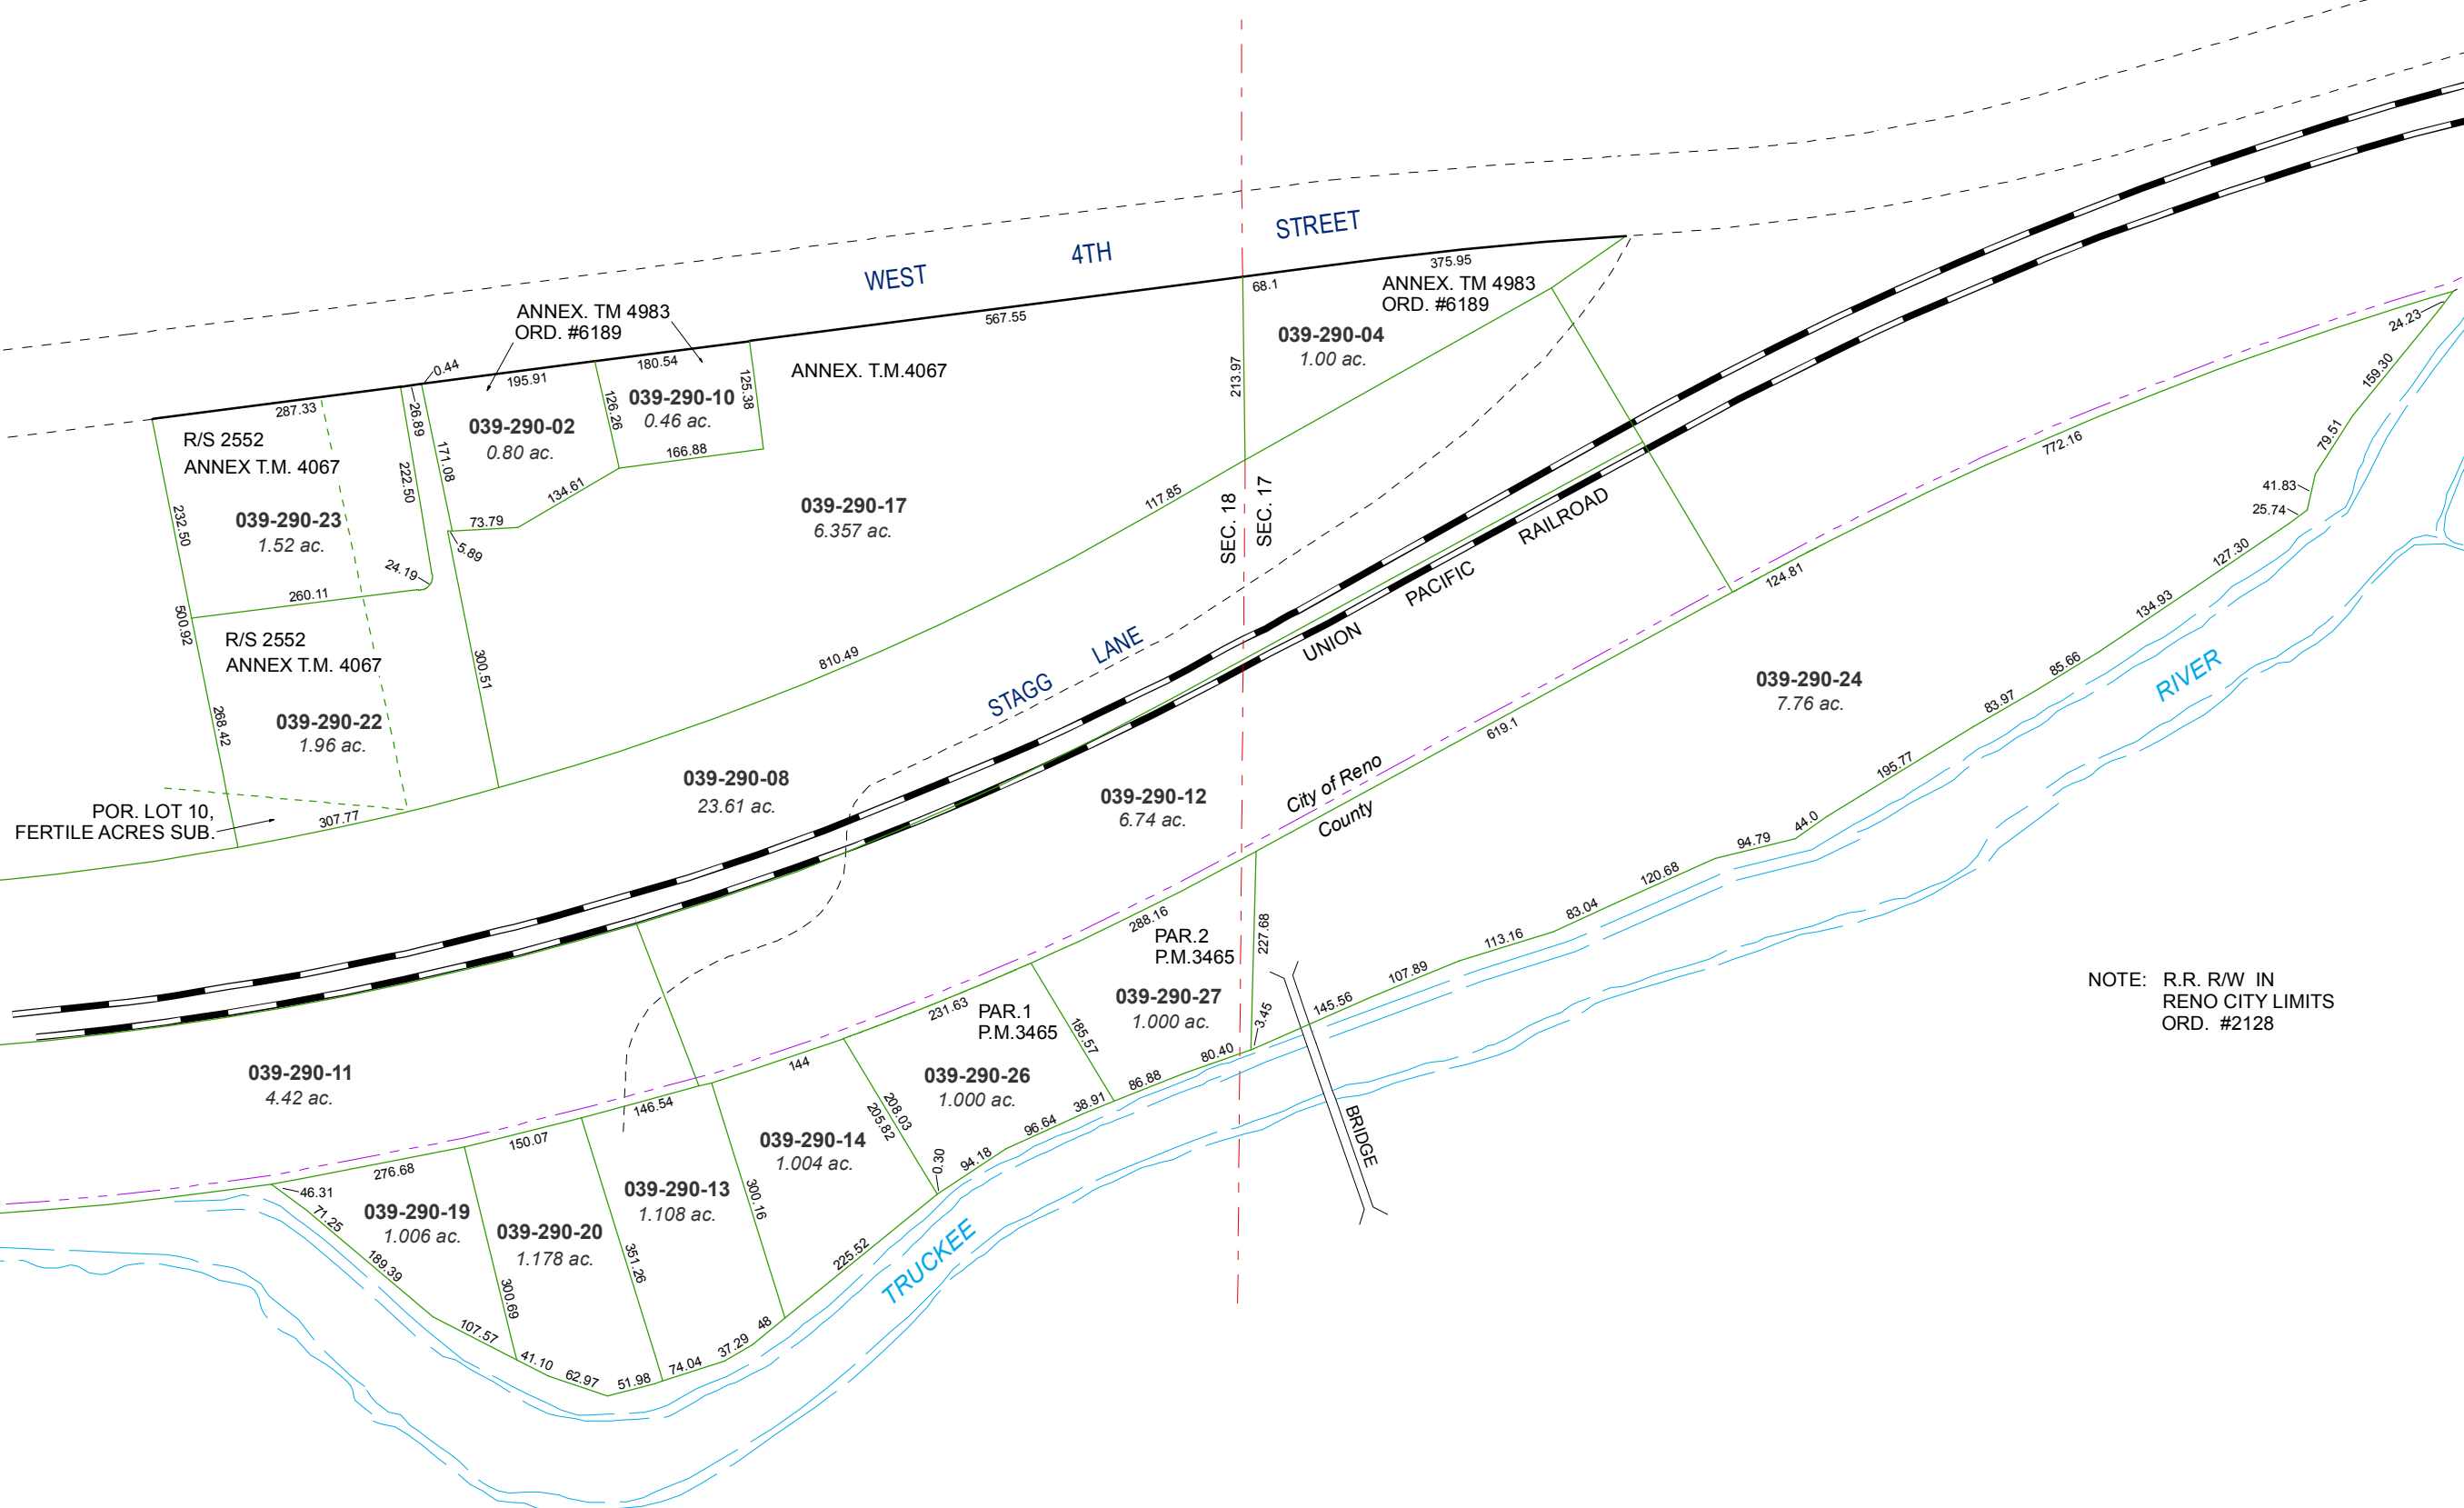 WEST 4TH STREET
375.95
68.1
ANNEX. TM 4983
ORD. #6189
039-290-04
1.00 ac.
213.97
567.55
ANNEX. TM 4983
ORD. #6189
0.44
195.91
180.54
125.38
126.26
039-290-10
0.46 ac.
166.88
ANNEX. T.M.4067
287.33
26.89
222.50
171.08
039-290-02
0.80 ac.
134.61
73.79
5.89
R/S 2552
ANNEX T.M. 4067
232.50
039-290-23
1.52 ac.
24.19
260.11
500.92
R/S 2552
ANNEX T.M. 4067
268.42
039-290-22
1.96 ac.
300.51
POR. LOT 10,
FERTILE ACRES SUB.
307.77
039-290-17
6.357 ac.
117.85
810.49
SEC. 18
SEC. 17
STAGG LANE
UNION PACIFIC RAILROAD
039-290-08
23.61 ac.
039-290-12
6.74 ac.
City of Reno
County
619.1
124.81
772.16
24.23
159.30
79.51
41.83
25.74
127.30
134.93
85.66
83.97
195.77
44.0
94.79
120.68
83.04
113.16
107.89
145.56
3.45
039-290-24
7.76 ac.
RIVER
NOTE: R.R. R/W IN
RENO CITY LIMITS
ORD. #2128
288.16
PAR.2
P.M.3465
227.68
039-290-27
1.000 ac.
80.40
86.88
185.57
231.63
PAR.1
P.M.3465
039-290-26
1.000 ac.
38.91
96.64
94.18
0.30
208.03
205.82
144
039-290-14
1.004 ac.
300.16
225.52
146.54
039-290-13
1.108 ac.
351.26
48
37.29
74.04
150.07
039-290-20
1.178 ac.
300.69
51.98
62.97
41.10
276.68
46.31
71.25
039-290-19
1.006 ac.
189.39
107.57
039-290-11
4.42 ac.
TRUCKEE
BRIDGE